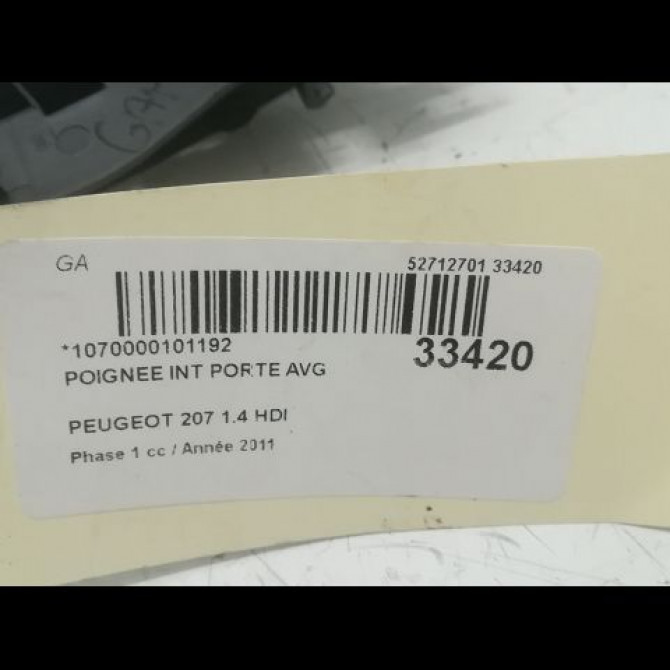 GA
52712701 33420
*1070000101192
33420
POIGNEE INT PORTE AVG
PEUGEOT 207 1.4 HDI
Phase 1 cc / Année 2011